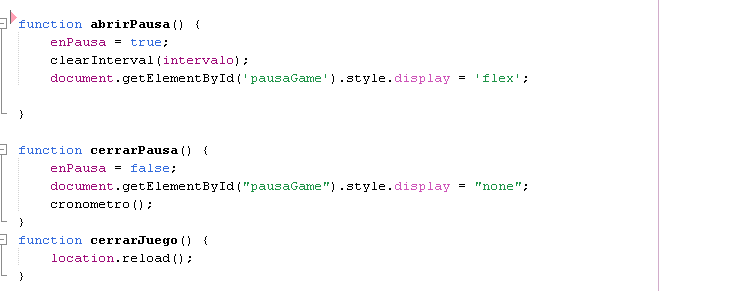 function abrirPausa() {
    enPausa = true;
    clearInterval(intervalo);
    document.getElementById('pausaGame').style.display = 'flex';

}

function cerrarPausa() {
    enPausa = false;
    document.getElementById("pausaGame").style.display = "none";
    cronometro();
}
function cerrarJuego() {
    location.reload();
}